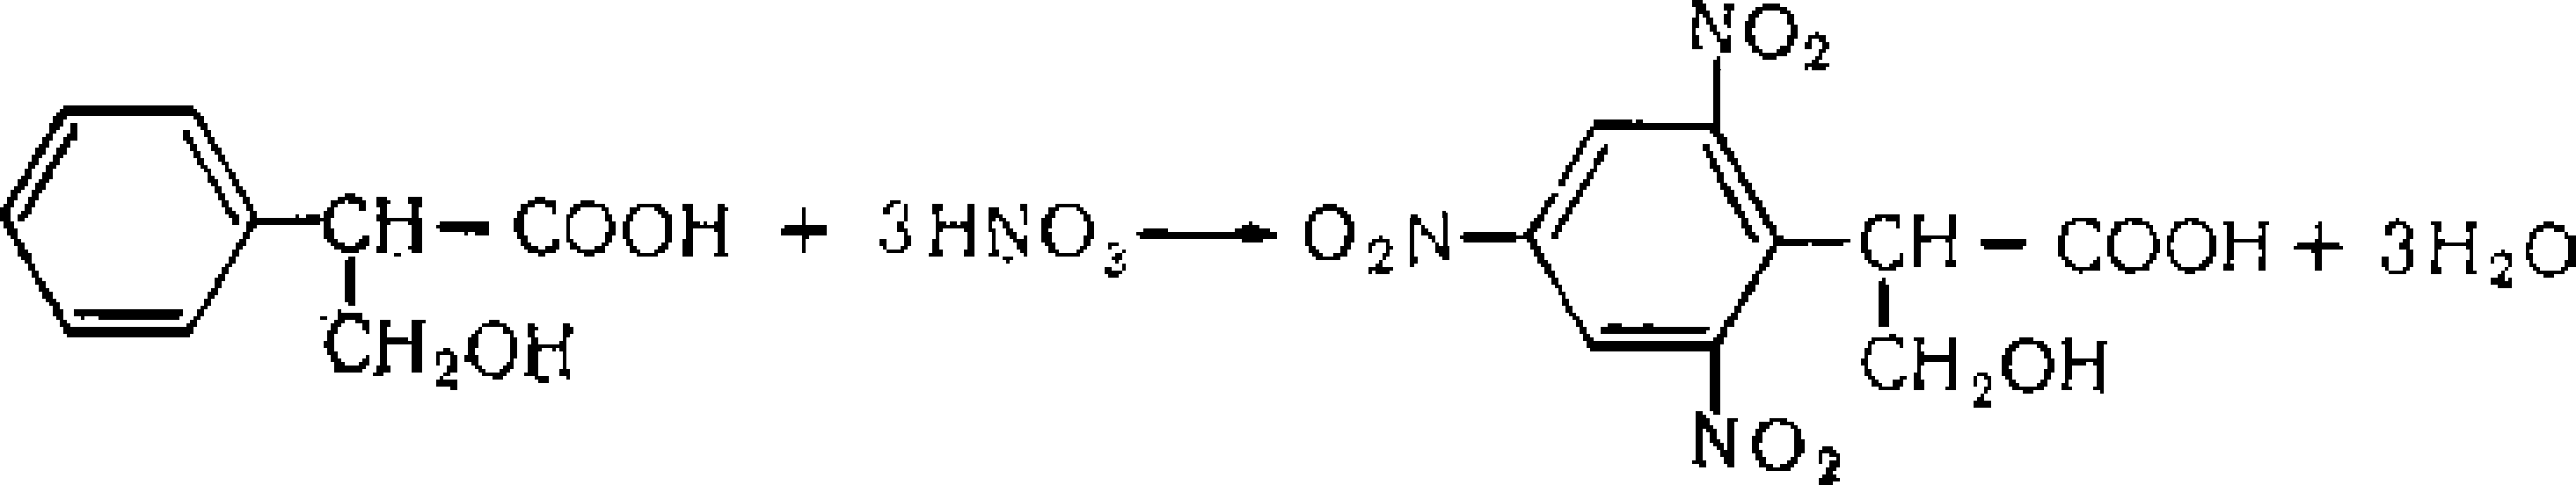 NO₂
CH—COOH + 3HNO₃ → O₂N CH—COOH + 3H₂O
CH₂OH CH₂OH
NO₂